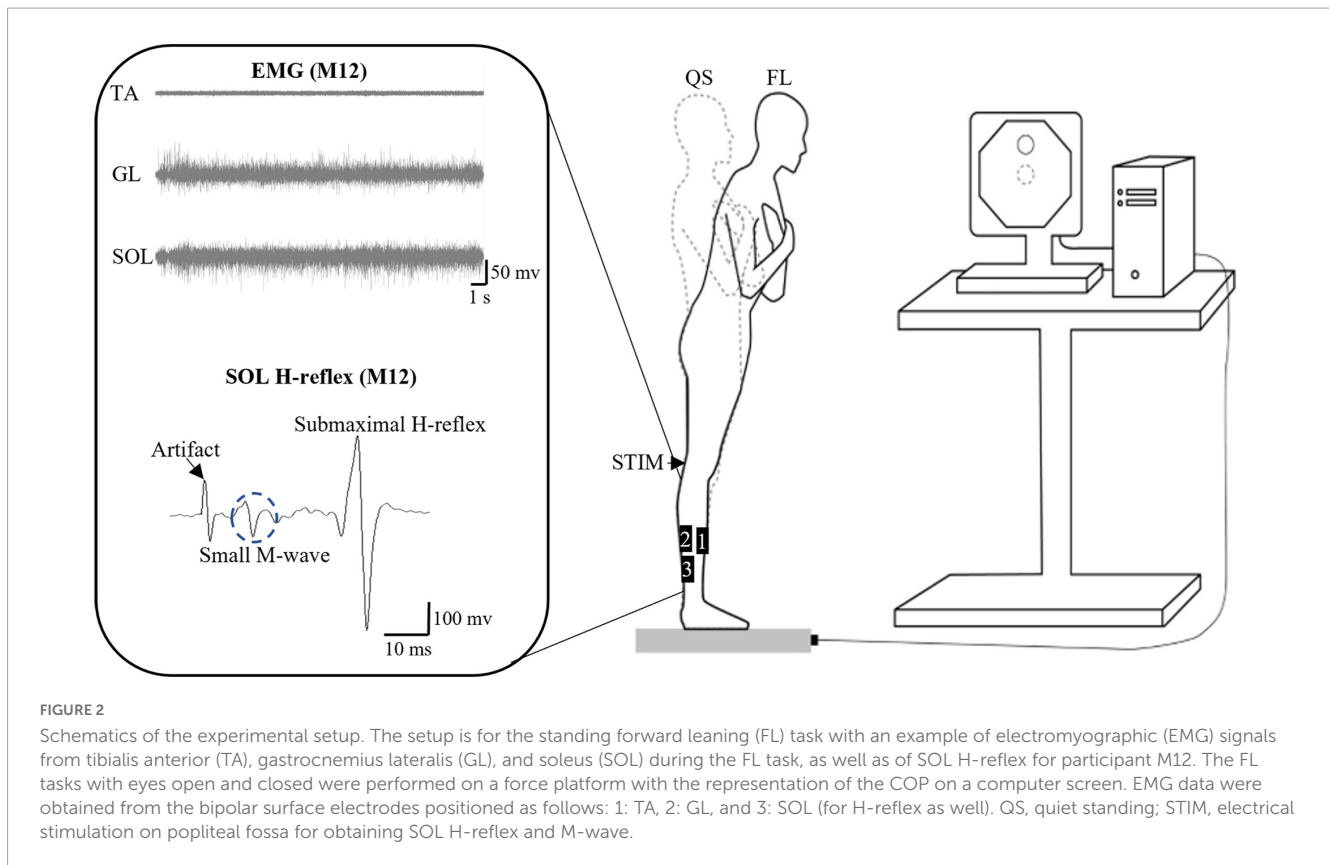 EMG (M12)
TA
GL
SOL
50 mv
1 s
SOL H-reflex (M12)
Submaximal H-reflex
Artifact
Small M-wave
100 mv
10 ms
QS
FL
STIM
2
1
3
FIGURE 2
Schematics of the experimental setup. The setup is for the standing forward leaning (FL) task with an example of electromyographic (EMG) signals
from tibialis anterior (TA), gastrocnemius lateralis (GL), and soleus (SOL) during the FL task, as well as of SOL H-reflex for participant M12. The FL
tasks with eyes open and closed were performed on a force platform with the representation of the COP on a computer screen. EMG data were
obtained from the bipolar surface electrodes positioned as follows: 1: TA, 2: GL, and 3: SOL (for H-reflex as well). QS, quiet standing; STIM, electrical
stimulation on popliteal fossa for obtaining SOL H-reflex and M-wave.